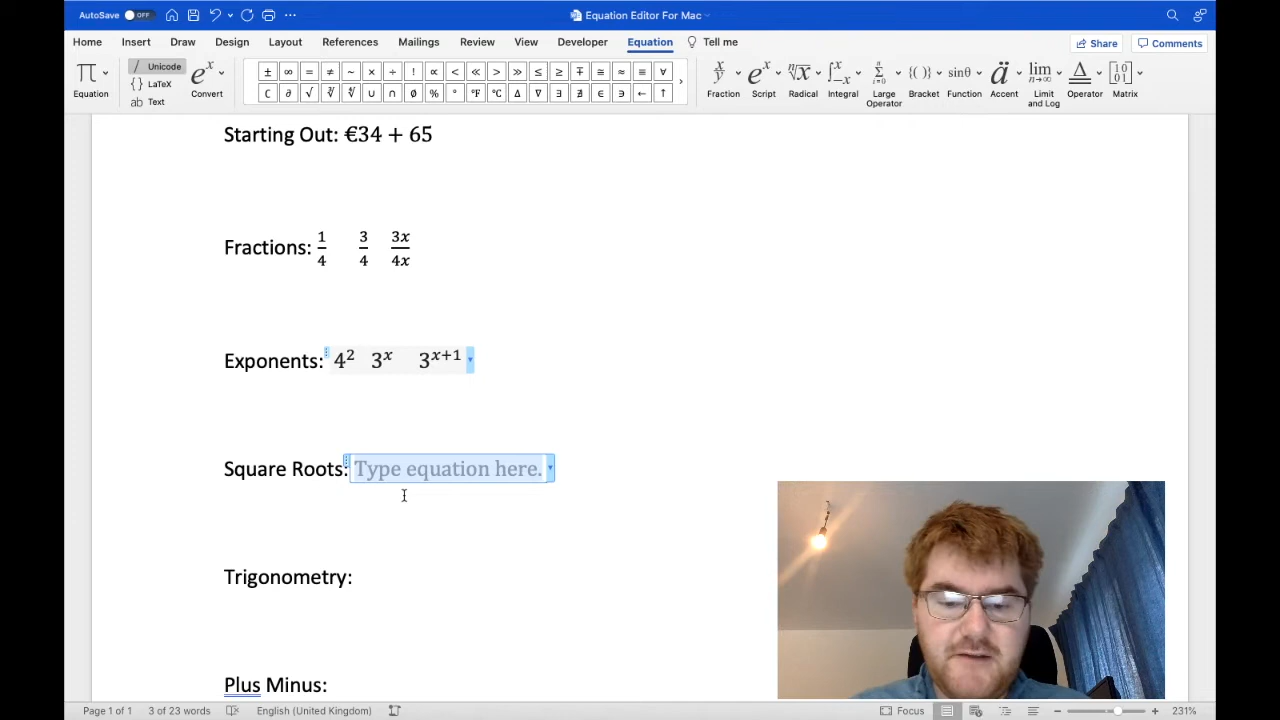 AutoSave OFF Equation Editor For Mac
Home Insert Draw Design Layout References Mailings Review View Developer Equation Tell me Share Comments
π Equation
Unicode
{} LaTeX
ab Text
eˣ Convert
± ∞ = ≠ ~ × ÷ ! ∝ < ≪ > ≫ ≤ ≥ ∓ ≅ ≈ ≡ ∀
∁ ∂ √ ∛ ∜ ∪ ∩ ∅ % ° °F °C ∆ ∇ ∃ ∄ ∈ ∋ ← ↑
Fraction Script Radical Integral Large Operator Bracket Function Accent Limit and Log Operator Matrix
Starting Out: €34 + 65
Fractions: 1/4 3/4 3x/4x
Exponents: 4² 3ˣ 3ˣ⁺¹
Square Roots: Type equation here.
Trigonometry:
Plus Minus:
Page 1 of 1 3 of 23 words English (United Kingdom) Focus 231%